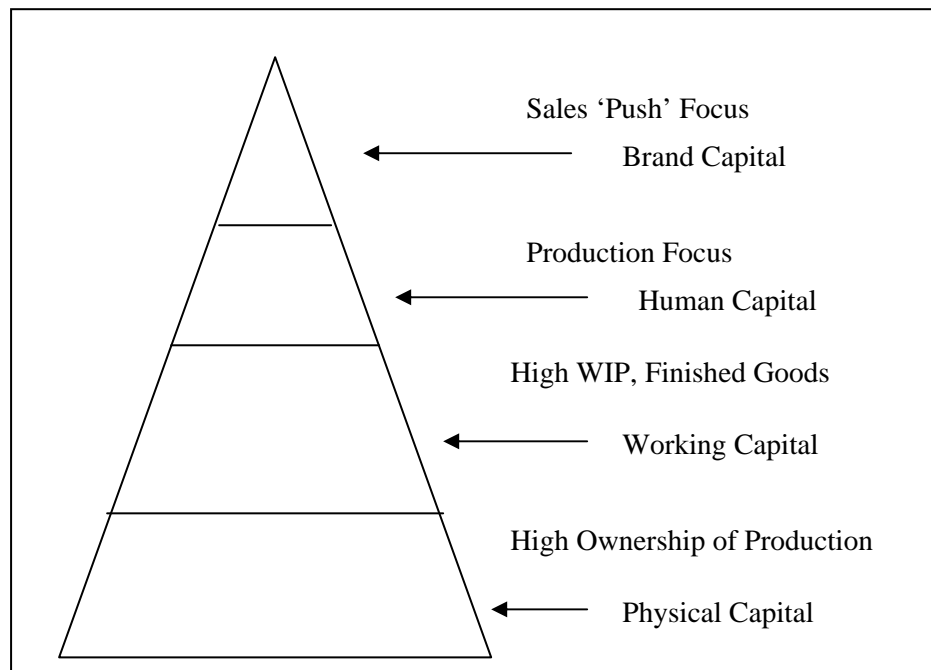 Sales ‘Push’ Focus
Brand Capital
Production Focus
Human Capital
High WIP, Finished Goods
Working Capital
High Ownership of Production
Physical Capital